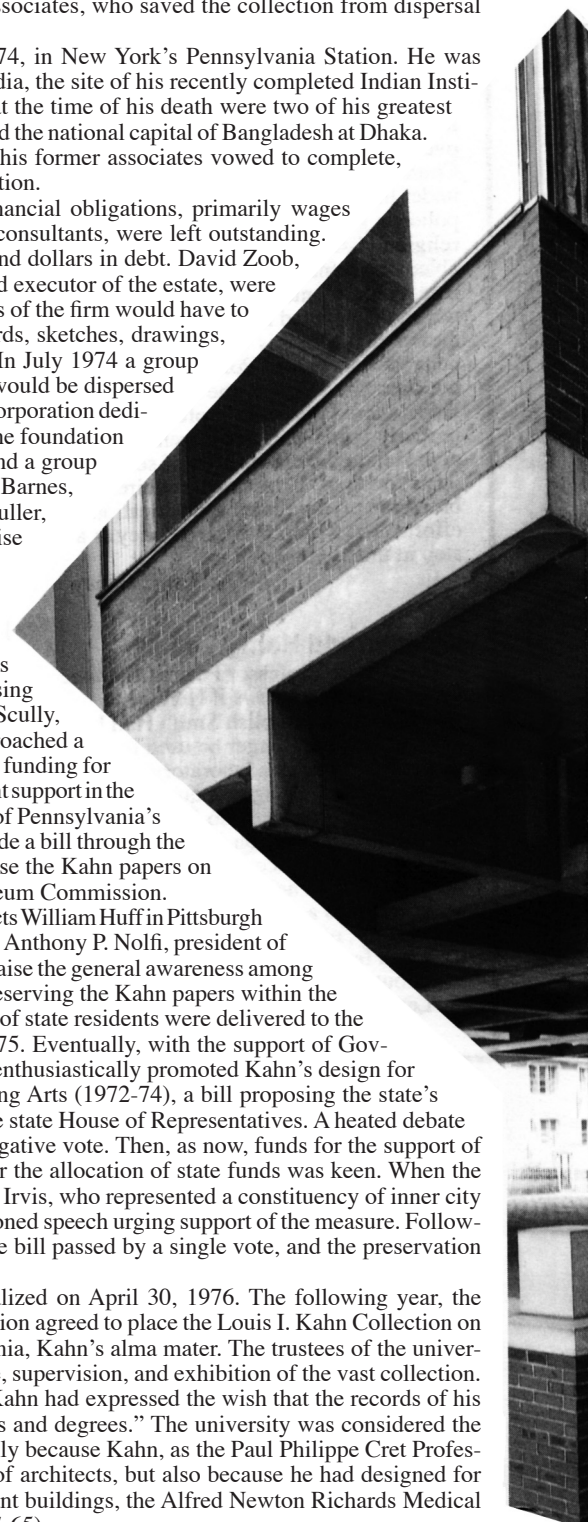 ssociates, who saved the collection from dispersal
74, in New York's Pennsylvania Station. He was
dia, the site of his recently completed Indian Insti-
at the time of his death were two of his greatest
d the national capital of Bangladesh at Dhaka.
his former associates vowed to complete,
tion.
nancial obligations, primarily wages
consultants, were left outstanding.
nd dollars in debt. David Zoob,
d executor of the estate, were
s of the firm would have to
rds, sketches, drawings,
In July 1974 a group
would be dispersed
orporation dedi-
he foundation
nd a group
Barnes,
uller,
ise
s
sing
Scully,
roached a
funding for
nt support in the
of Pennsylvania's
de a bill through the
se the Kahn papers on
eum Commission.
cts William Huff in Pittsburgh
Anthony P. Nolfi, president of
aise the general awareness among
eserving the Kahn papers within the
of state residents were delivered to the
75. Eventually, with the support of Gov-
enthusiastically promoted Kahn's design for
ng Arts (1972-74), a bill proposing the state's
e state House of Representatives. A heated debate
gative vote. Then, as now, funds for the support of
r the allocation of state funds was keen. When the
Irvis, who represented a constituency of inner city
oned speech urging support of the measure. Follow-
e bill passed by a single vote, and the preservation
lized on April 30, 1976. The following year, the
ion agreed to place the Louis I. Kahn Collection on
nia, Kahn's alma mater. The trustees of the univer-
, supervision, and exhibition of the vast collection.
Kahn had expressed the wish that the records of his
s and degrees." The university was considered the
ly because Kahn, as the Paul Philippe Cret Profes-
of architects, but also because he had designed for
nt buildings, the Alfred Newton Richards Medical